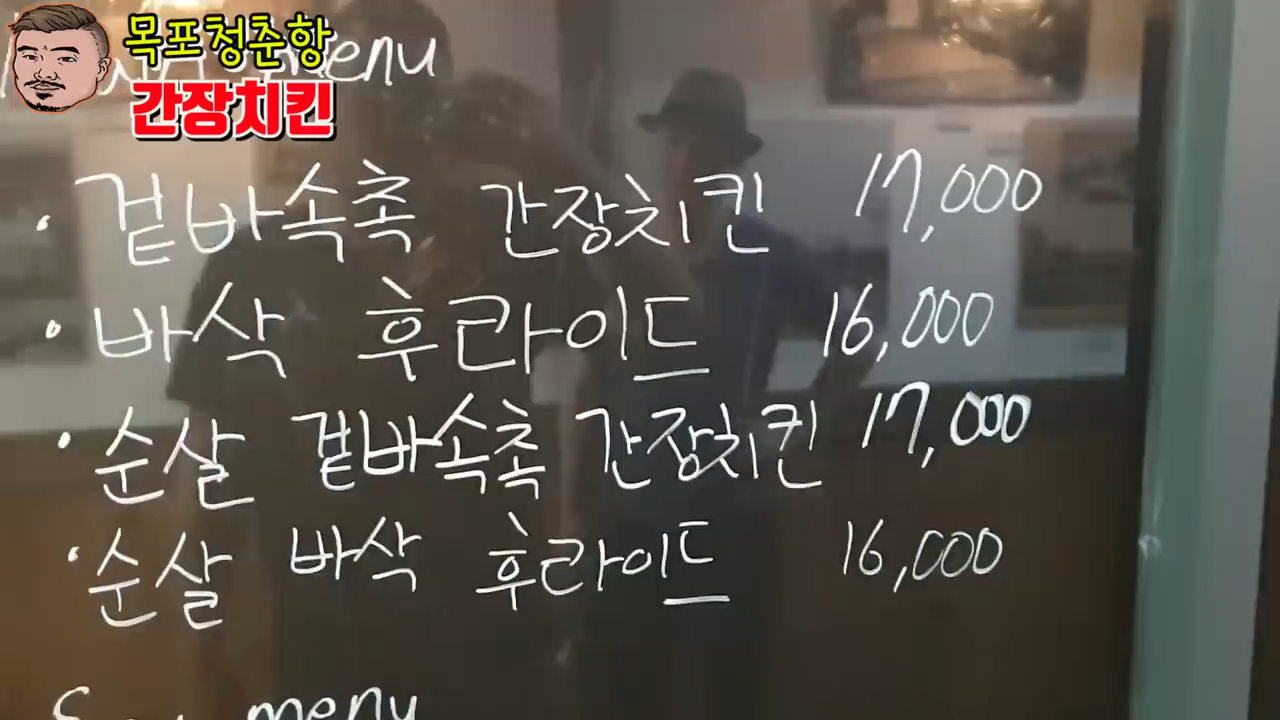 목포청춘항
간장치킨
menu
· 겉바속촉 간장치킨 17,000
· 바삭 후라이드 16,000
· 순살 겉바속촉 간장치킨 17,000
· 순살 바삭 후라이드 16,000
menu